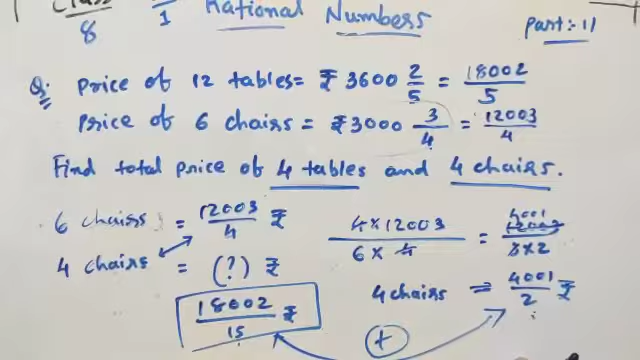 Class 8
1
Rational Numbers
Part:- 11
Q:- Price of 12 tables = ₹ 3600 2/5 = 18002/5
Price of 6 chairs = ₹ 3000 3/4 = 12003/4
Find total price of 4 tables and 4 chairs.
6 chairs = 12003/4 ₹
4 chairs = (?) ₹
4×12003 / 6×4 = 4001 12003 / 3×2
4 chairs ⇒ 4001/2 ₹
18002/15 ₹
+